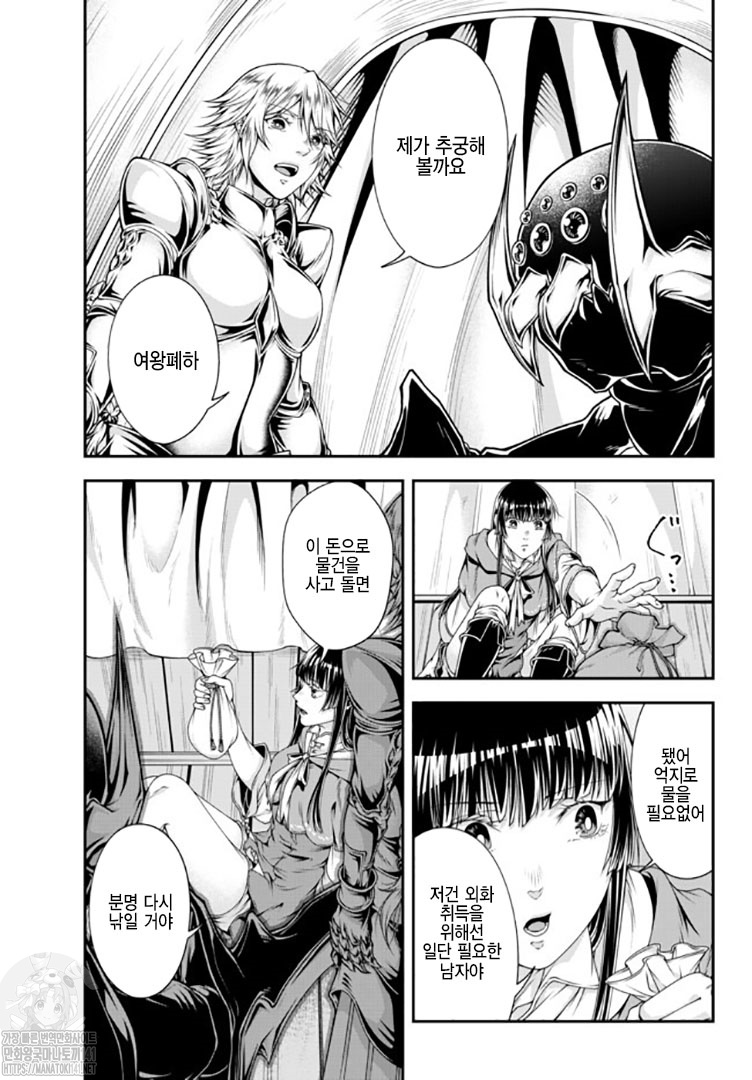 제가 추궁해
볼까요
여왕폐하
ぐっ…
됐어
억지로
물을
필요없어
저건 외화
취득을
위해선
일단 필요한
남자야
이 돈으로
물건을
사고 돌면
분명 다시
낚일 거야
가장 빠른 번역만화사이트
만화왕국마나토끼141
HTTPS://MANATOKI141